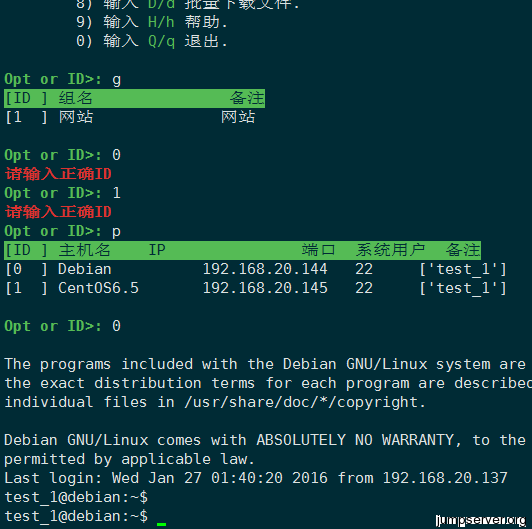 8) 输入 D/d 批量下载文件.
9) 输入 H/h 帮助.
0) 输入 Q/q 退出.
Opt or ID>: g
[ID ] 组名 备注
[1 ] 网站 网站
Opt or ID>: 0
请输入正确ID
Opt or ID>: 1
请输入正确ID
Opt or ID>: p
[ID ] 主机名 IP 端口 系统用户 备注
[0 ] Debian 192.168.20.144 22 ['test_1']
[1 ] CentOS6.5 192.168.20.145 22 ['test_1']
Opt or ID>: 0
The programs included with the Debian GNU/Linux system are
the exact distribution terms for each program are described
individual files in /usr/share/doc/*/copyright.
Debian GNU/Linux comes with ABSOLUTELY NO WARRANTY, to the
permitted by applicable law.
Last login: Wed Jan 27 01:40:20 2016 from 192.168.20.137
test_1@debian:~$
test_1@debian:~$
jumpserver.org